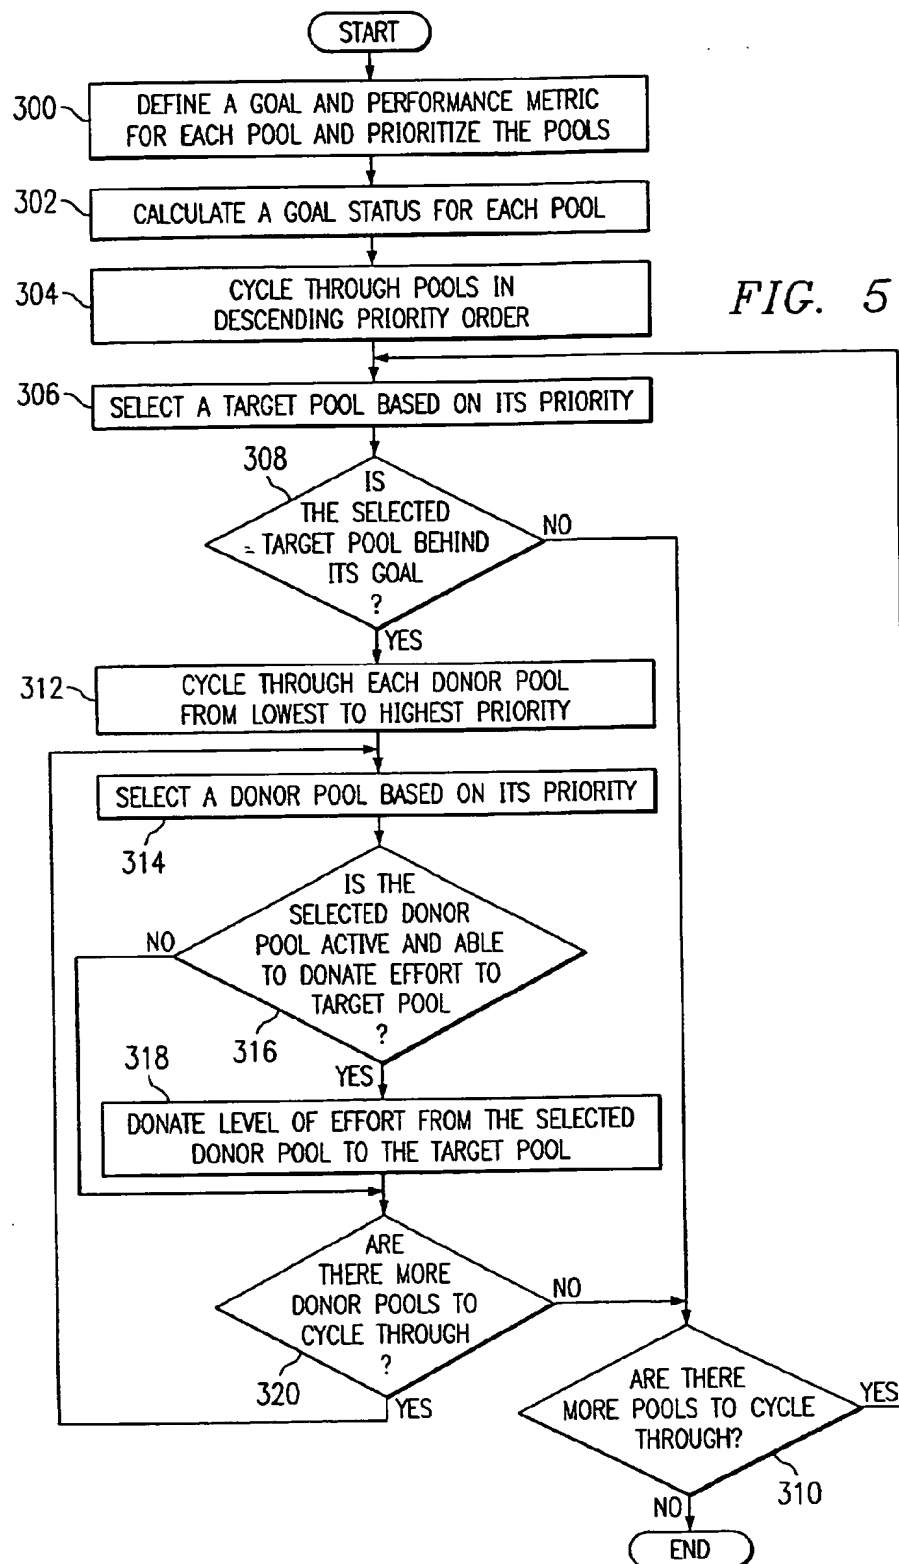 START
300
DEFINE A GOAL AND PERFORMANCE METRIC
FOR EACH POOL AND PRIORITIZE THE POOLS
302
CALCULATE A GOAL STATUS FOR EACH POOL
304
CYCLE THROUGH POOLS IN
DESCENDING PRIORITY ORDER
FIG. 5
306
SELECT A TARGET POOL BASED ON ITS PRIORITY
308
IS
THE SELECTED
TARGET POOL BEHIND
ITS GOAL
?
NO
YES
312
CYCLE THROUGH EACH DONOR POOL
FROM LOWEST TO HIGHEST PRIORITY
SELECT A DONOR POOL BASED ON ITS PRIORITY
314
IS THE
SELECTED DONOR
POOL ACTIVE AND ABLE
TO DONATE EFFORT TO
TARGET POOL
?
NO
316
YES
318
DONATE LEVEL OF EFFORT FROM THE SELECTED
DONOR POOL TO THE TARGET POOL
ARE
THERE MORE
DONOR POOLS TO
CYCLE THROUGH
?
NO
320
YES
ARE THERE
MORE POOLS TO CYCLE
THROUGH?
YES
310
NO
END